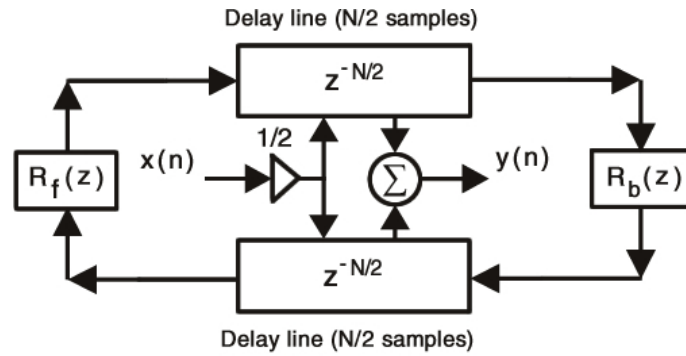 Delay line (N/2 samples)
z^-N/2
1/2
x(n)
y(n)
R_f(z)
Σ
R_b(z)
z^-N/2
Delay line (N/2 samples)